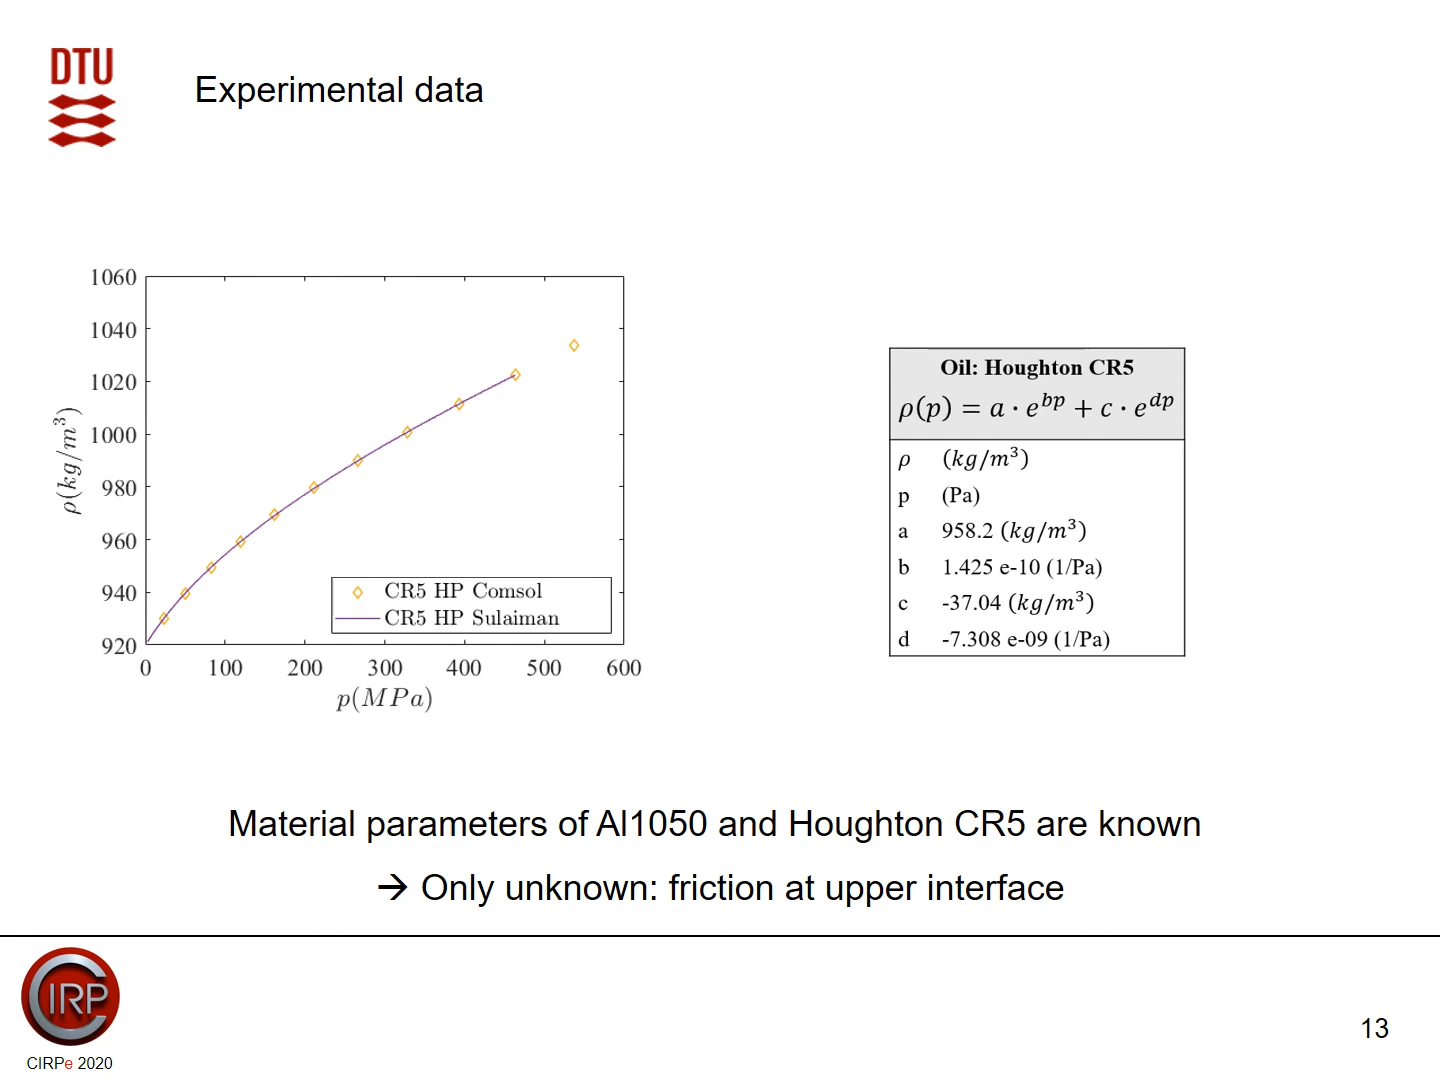 DTU
Experimental data
1060
1040
1020
1000
980
960
940
920
ρ(kg/m³)
0 100 200 300 400 500 600
p(MPa)
CR5 HP Comsol
CR5 HP Sulaiman
Oil: Houghton CR5
ρ(p) = a · e^{bp} + c · e^{dp}
ρ (kg/m³)
p (Pa)
a 958.2 (kg/m³)
b 1.425 e-10 (1/Pa)
c -37.04 (kg/m³)
d -7.308 e-09 (1/Pa)
Material parameters of Al1050 and Houghton CR5 are known
→ Only unknown: friction at upper interface
CIRP
CIRPe 2020
13